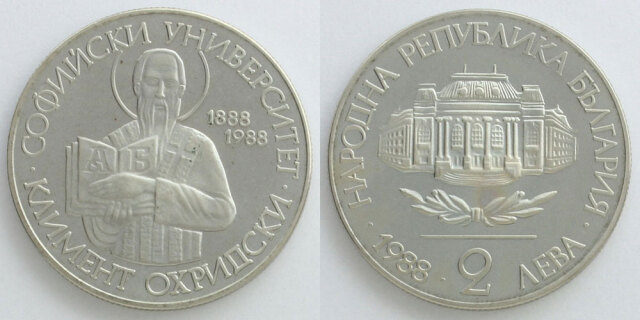 СОФИЙСКИ УНИВЕРСИТЕТ
· КЛИМЕНТ ОХРИДСКИ ·
1888
1988
А Б
НАРОДНА РЕПУБЛИКА БЪЛГАРИЯ
· 1988 · 2 ЛЕВА ·